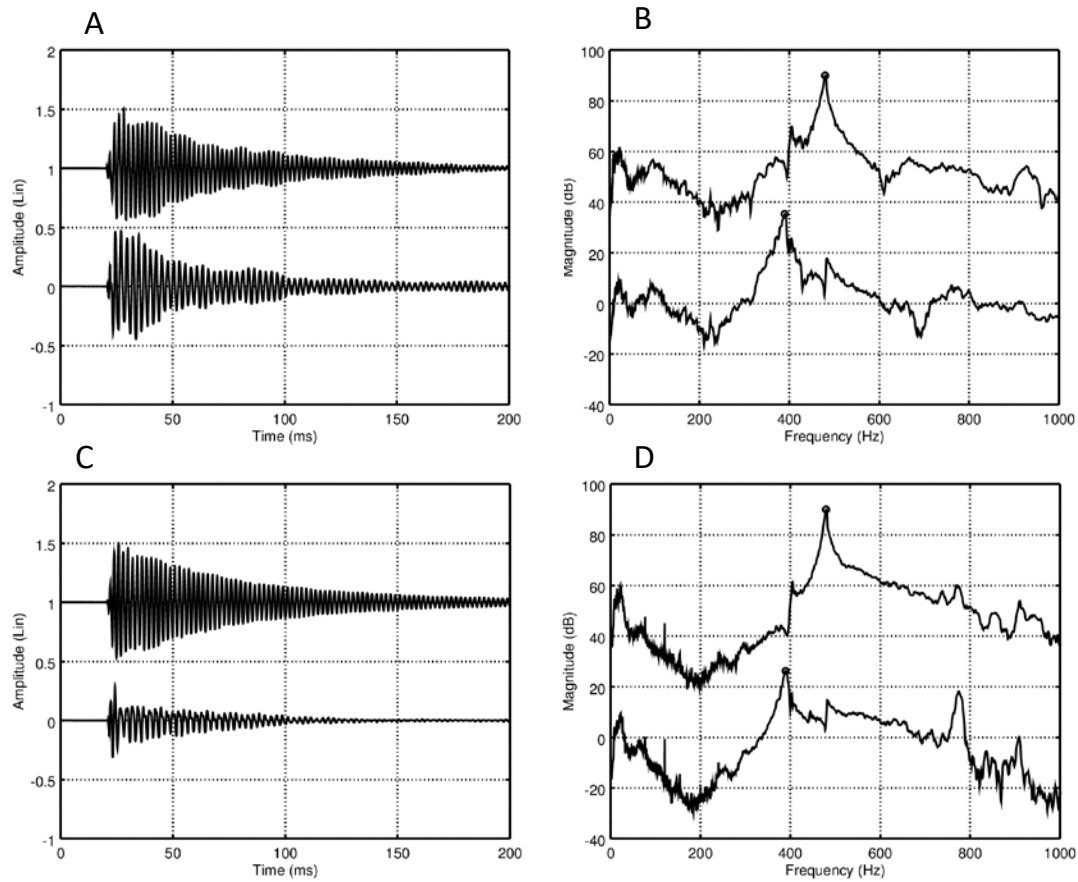 A
2
1.5
1
0.5
0
-0.5
-1
Amplitude (Lin)
0 50 100 150 200
Time (ms)
B
100
80
60
40
20
0
-20
-40
Magnitude (dB)
0 200 400 600 800 1000
Frequency (Hz)
C
2
1.5
1
0.5
0
-0.5
-1
Amplitude (Lin)
0 50 100 150 200
Time (ms)
D
100
80
60
40
20
0
-20
-40
Magnitude (dB)
0 200 400 600 800 1000
Frequency (Hz)